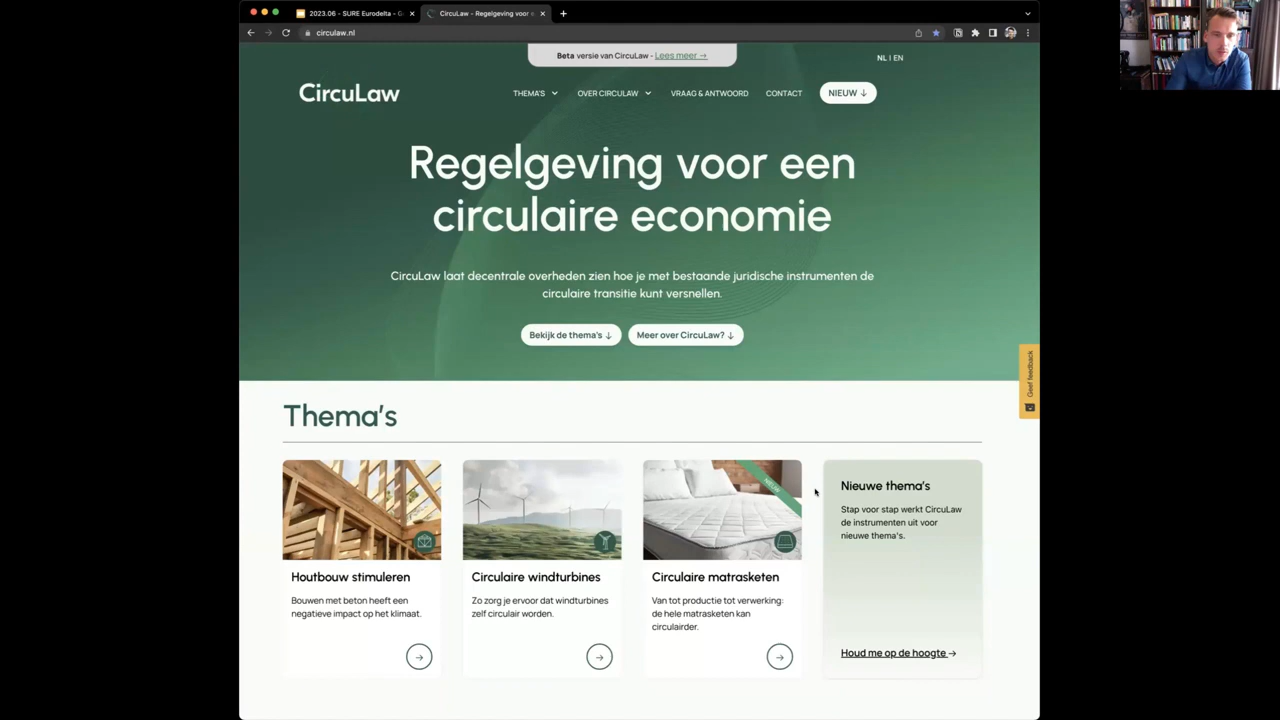 2023.06 - SURE Eurodelta - G
CircuLaw - Regelgeving voor e
circulaw.nl
Beta versie van CircuLaw - Lees meer →
NL | EN
CircuLaw
THEMA'S
OVER CIRCULAW
VRAAG & ANTWOORD
CONTACT
NIEUW ↓
Regelgeving voor een
circulaire economie
CircuLaw laat decentrale overheden zien hoe je met bestaande juridische instrumenten de
circulaire transitie kunt versnellen.
Bekijk de thema's ↓
Meer over CircuLaw? ↓
Geef feedback
Thema's
NIEUW
Houtbouw stimuleren
Bouwen met beton heeft een
negatieve impact op het klimaat.
Circulaire windturbines
Zo zorg je ervoor dat windturbines
zelf circulair worden.
Circulaire matrasketen
Van tot productie tot verwerking:
de hele matrasketen kan
circulairder.
Nieuwe thema's
Stap voor stap werkt CircuLaw
de instrumenten uit voor
nieuwe thema's.
Houd me op de hoogte →